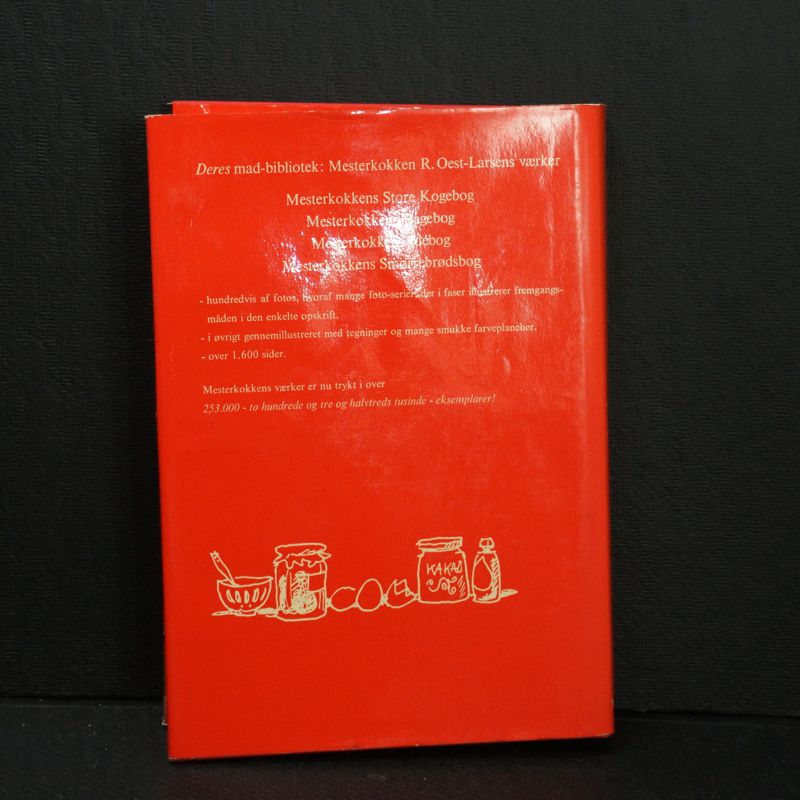 Deres mad-bibliotek: Mesterkokken R. Oest-Larsens værker
Mesterkokkens Store Kogebog
Mesterkokkens Kagebog
Mesterkokkens
Mesterkokkens Smørrebrødsbog
- hundredvis af fotos, hvoraf mange foto-serier, der i faser illustrerer fremgangs-
måden i den enkelte opskrift.
- i øvrigt gennemillustreret med tegninger og mange smukke farveplancher.
- over 1.600 sider.
Mesterkokkens værker er nu trykt i over
253.000 - to hundrede og tre og halvtreds tusinde - eksemplarer!
KAKAO